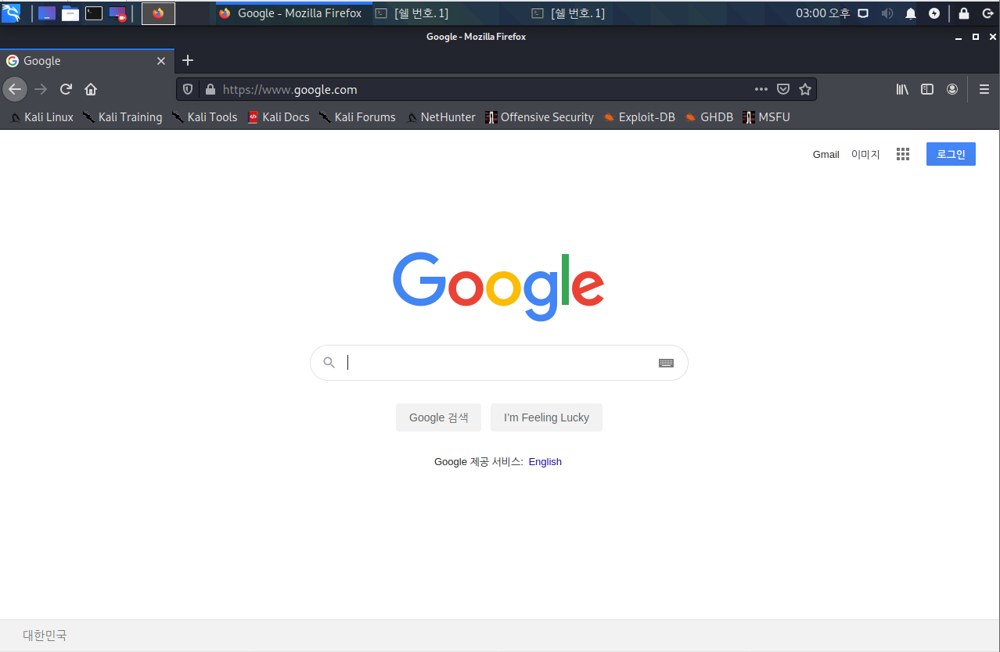 Google - Mozilla Firefox [쉘 번호. 1] [쉘 번호. 1] 03:00 오후
Google - Mozilla Firefox
Google
https://www.google.com
Kali Linux Kali Training Kali Tools Kali Docs Kali Forums NetHunter Offensive Security Exploit-DB GHDB MSFU
Gmail 이미지 로그인
Google
Google 검색 I'm Feeling Lucky
Google 제공 서비스: English
대한민국